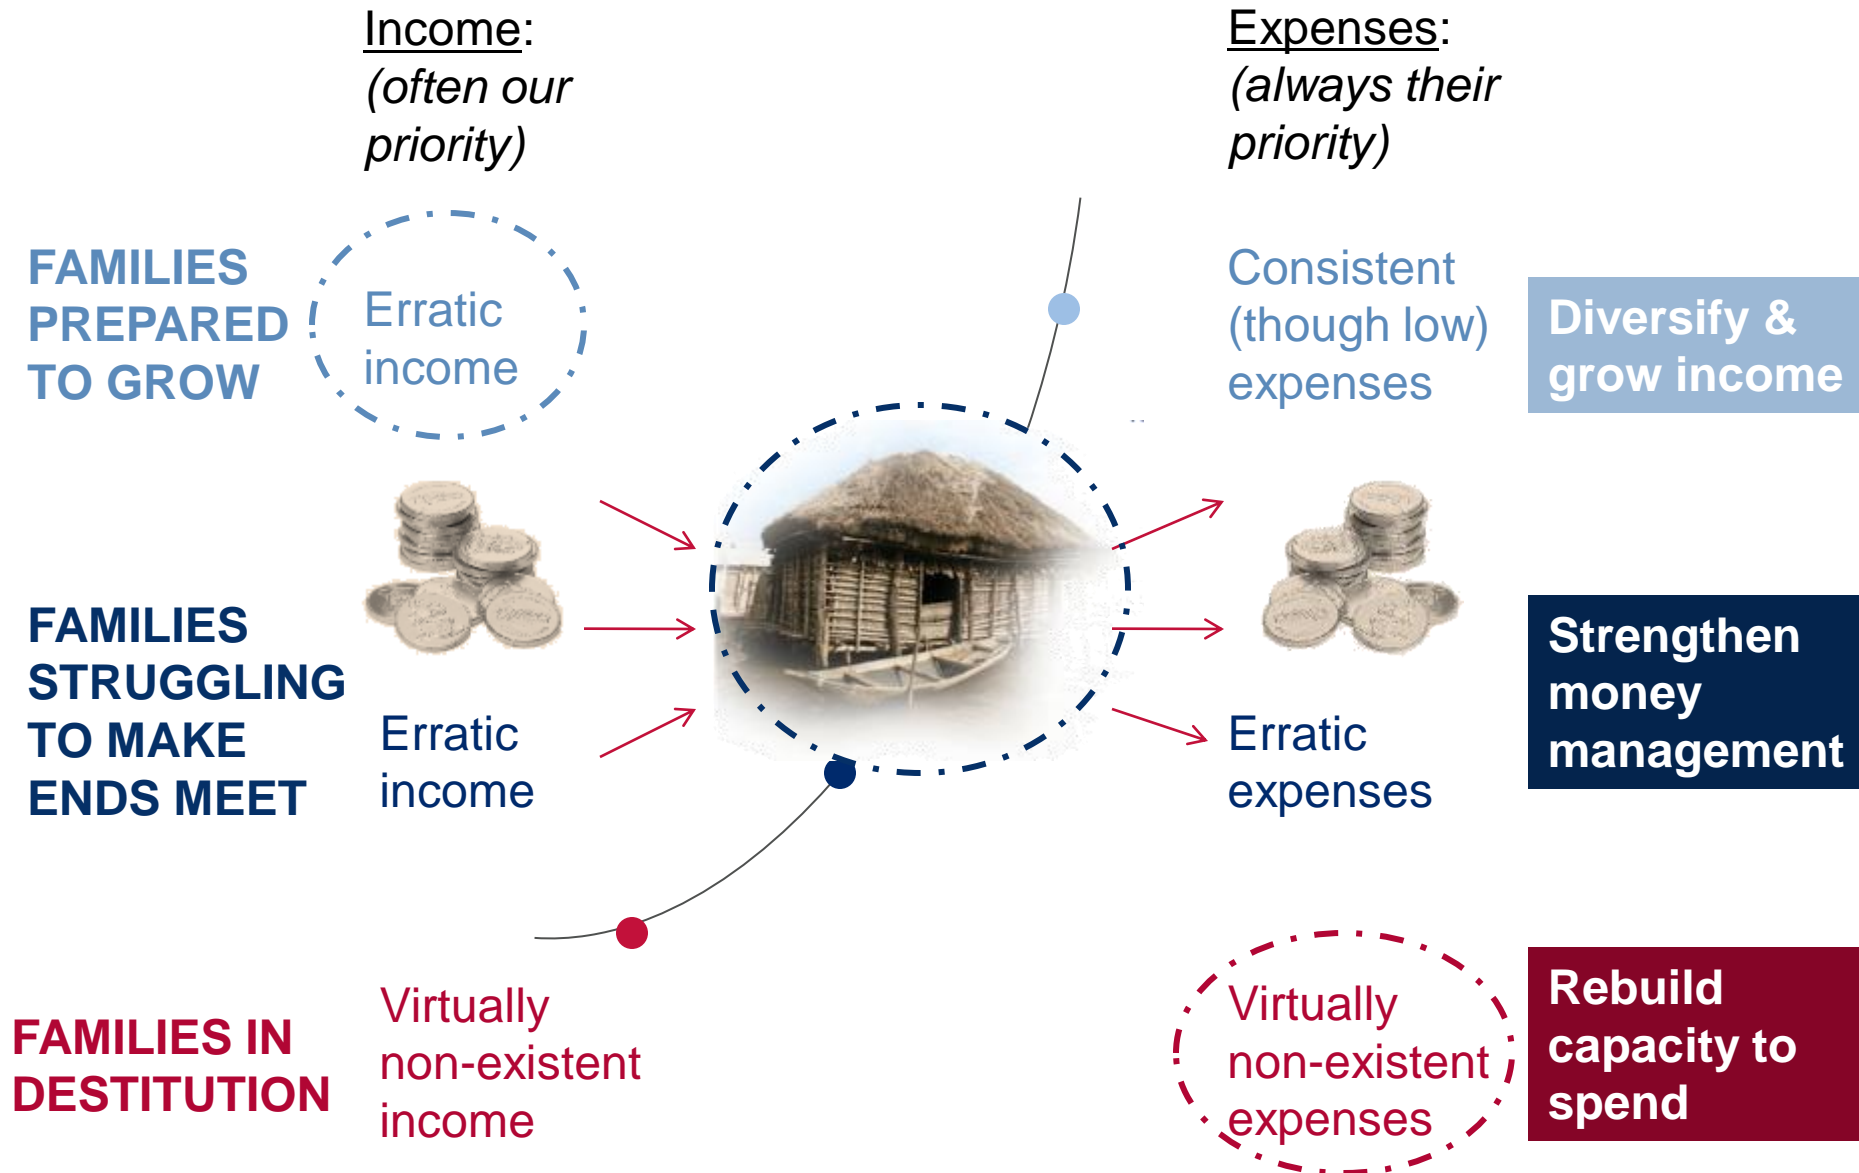 Income:
(often our
priority)
Expenses:
(always their
priority)
FAMILIES
PREPARED
TO GROW
Erratic
income
Consistent
(though low)
expenses
Diversify &
grow income
FAMILIES
STRUGGLING
TO MAKE
ENDS MEET
Erratic
income
Erratic
expenses
Strengthen
money
management
FAMILIES IN
DESTITUTION
Virtually
non-existent
income
Virtually
non-existent
expenses
Rebuild
capacity to
spend